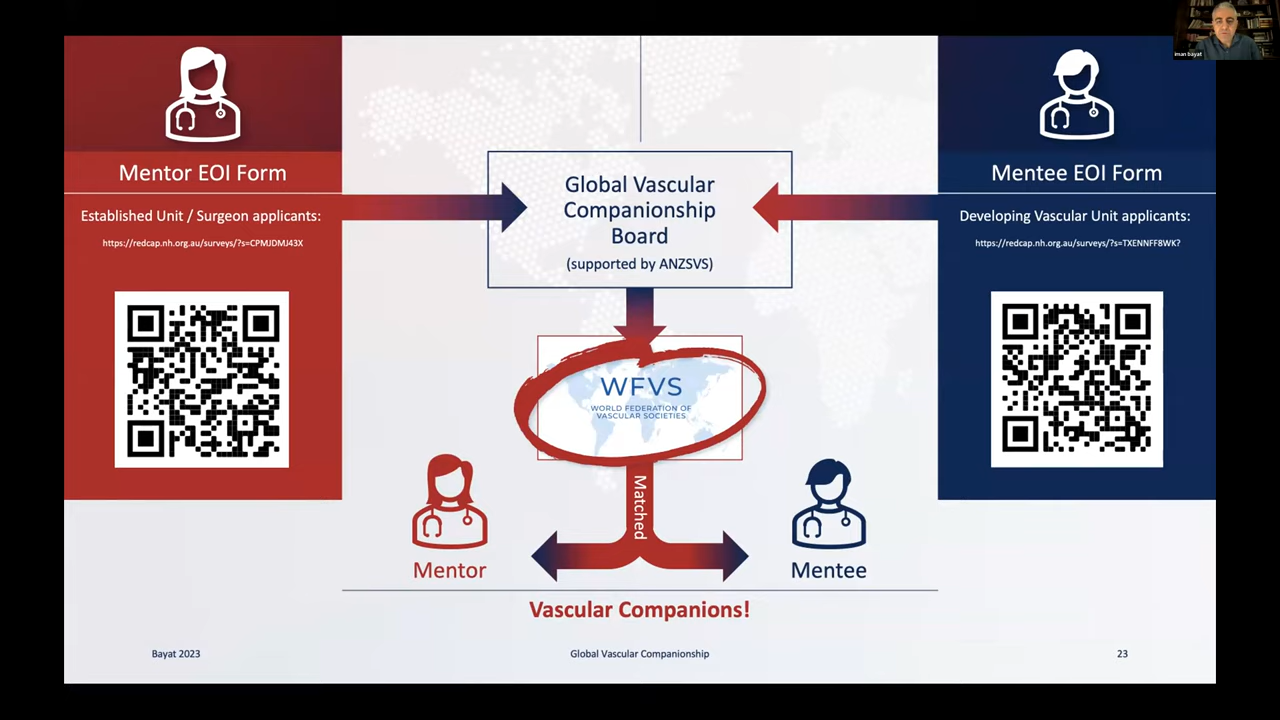 iman bayat
Mentor EOI Form
Established Unit / Surgeon applicants:
https://redcap.nh.org.au/surveys/?s=CPMJDMJ43X
Global Vascular
Companionship
Board
(supported by ANZSVS)
Mentee EOI Form
Developing Vascular Unit applicants:
https://redcap.nh.org.au/surveys/?s=TXENNFF8WK?
WFVS
WORLD FEDERATION OF
VASCULAR SOCIETIES
Matched
Mentor
Mentee
Vascular Companions!
Bayat 2023
Global Vascular Companionship
23